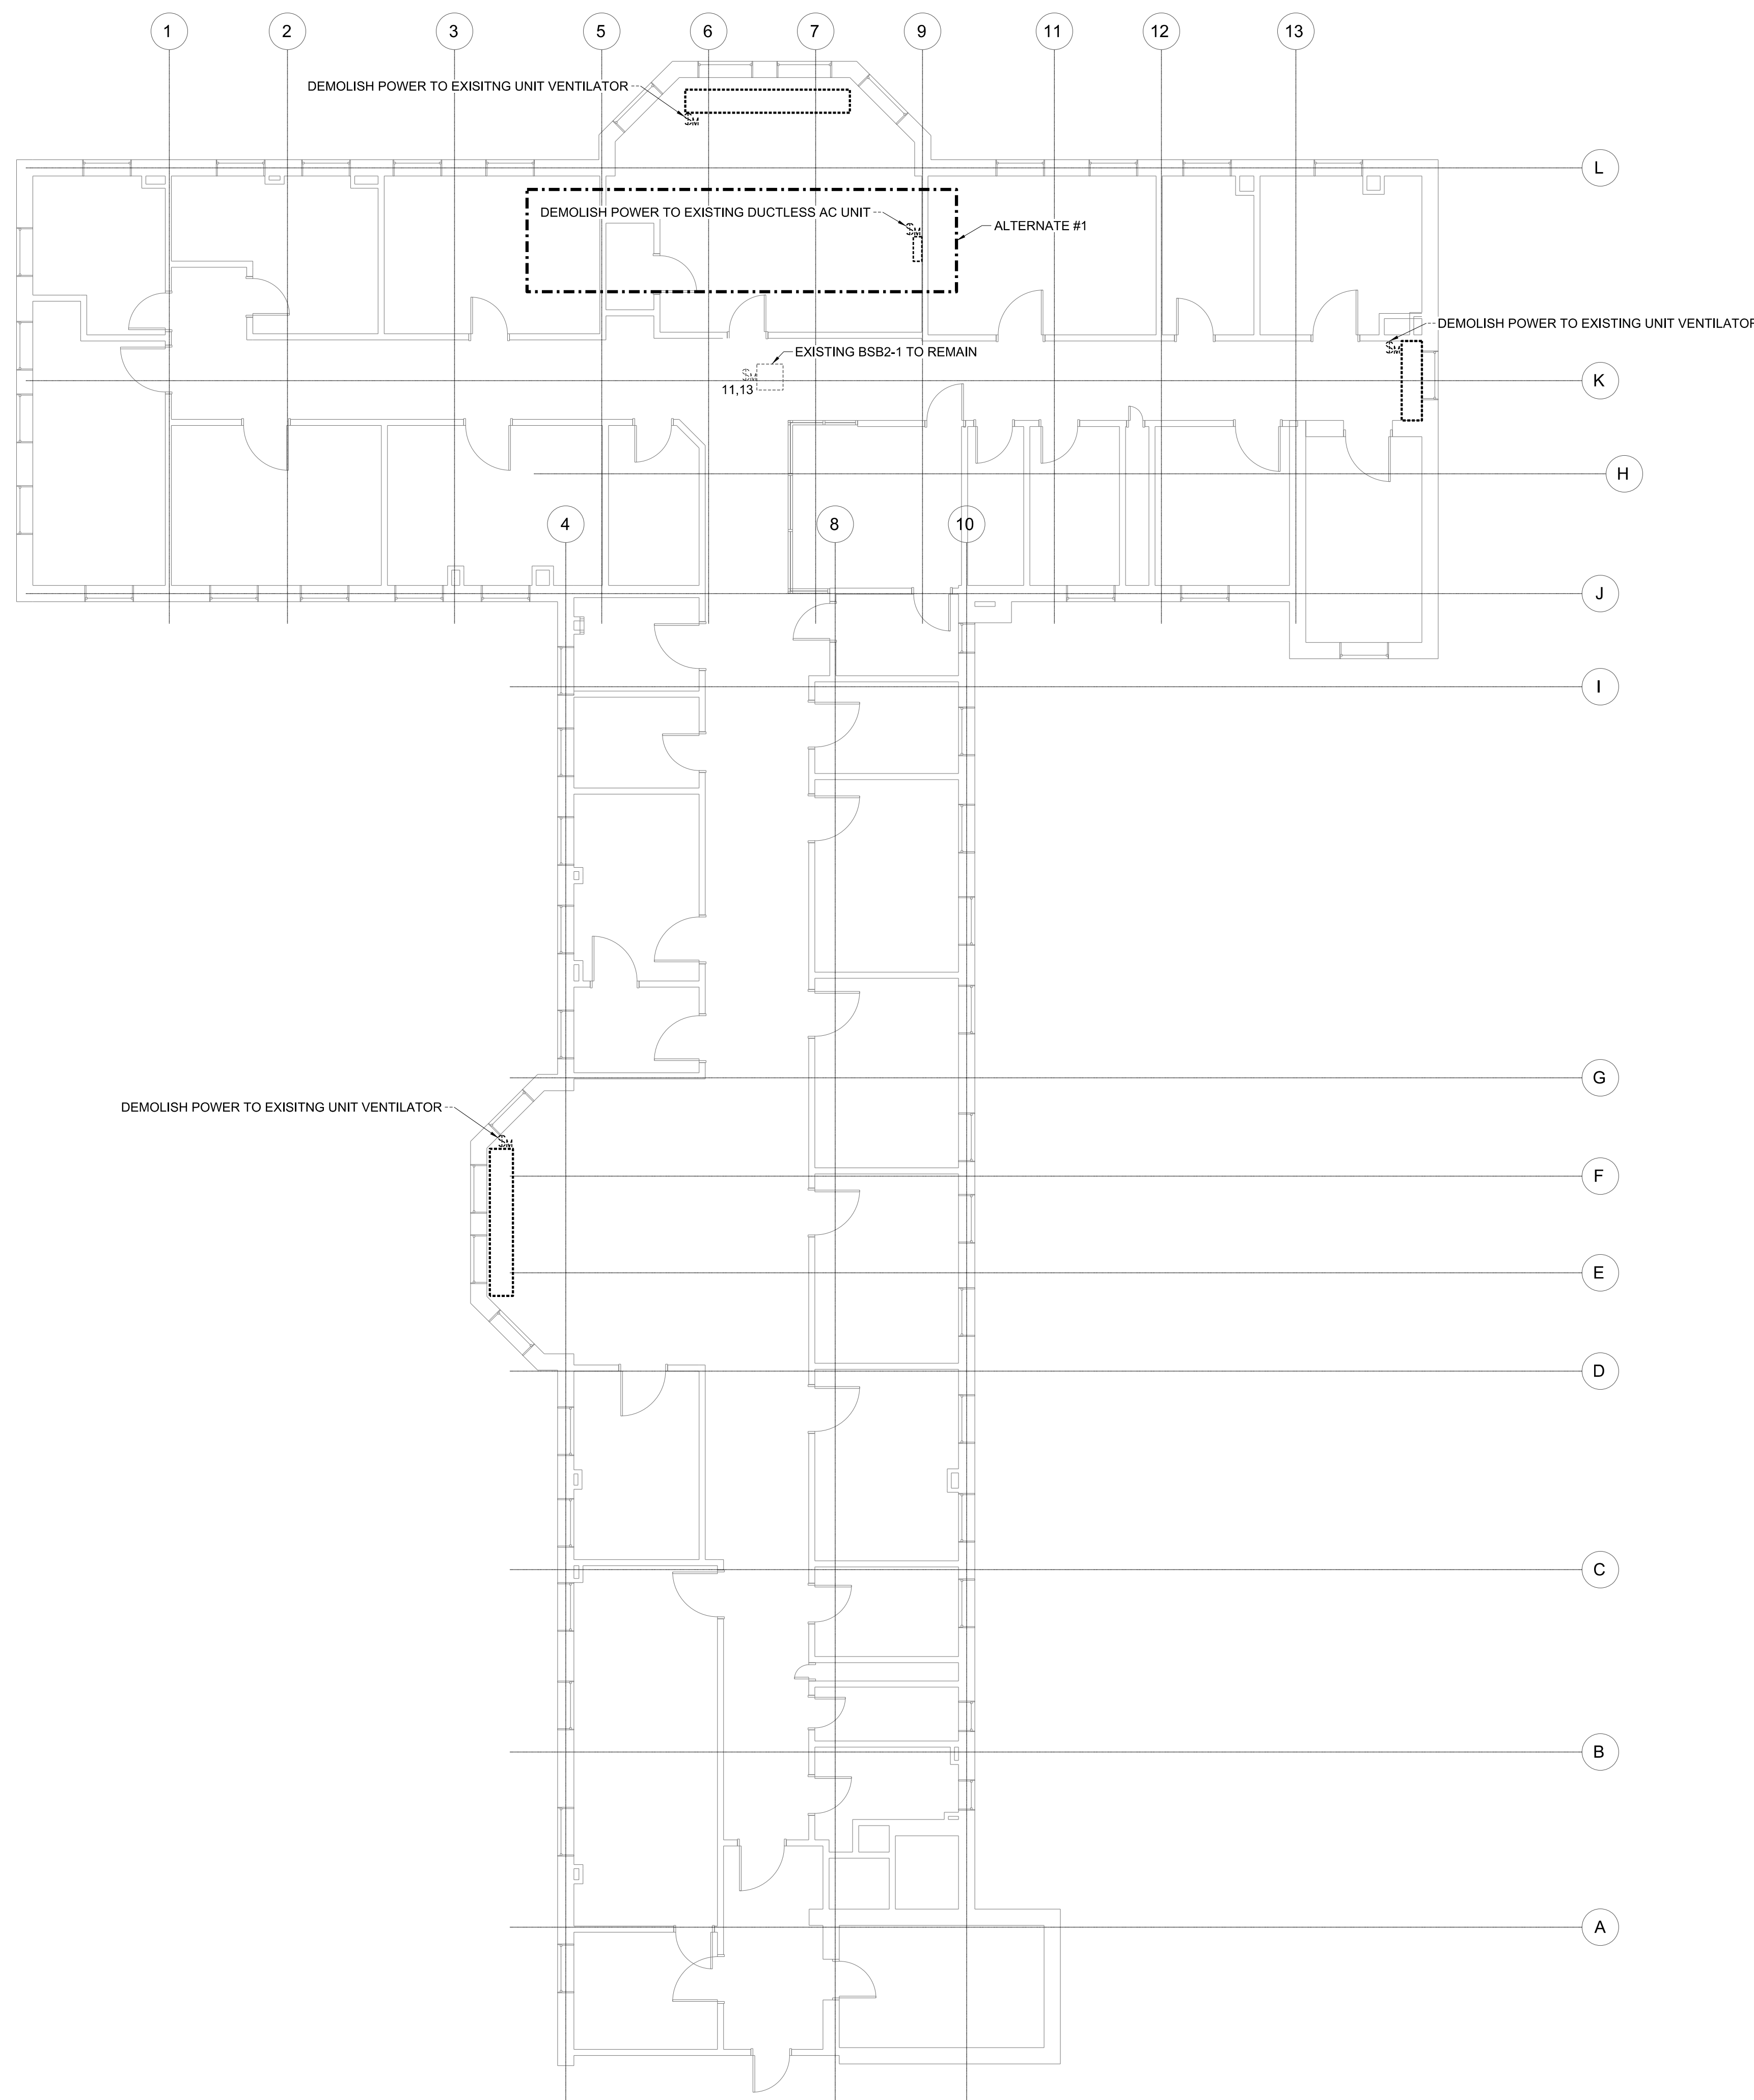 1
2
3
5
6
7
9
11
12
13
DEMOLISH POWER TO EXISITNG UNIT VENTILATOR
L
DEMOLISH POWER TO EXISTING DUCTLESS AC UNIT
ALTERNATE #1
DEMOLISH POWER TO EXISTING UNIT VENTILATOR
EXISTING BSB2-1 TO REMAIN
K
11,13
H
4
8
10
J
I
G
DEMOLISH POWER TO EXISITNG UNIT VENTILATOR
F
E
D
C
B
A